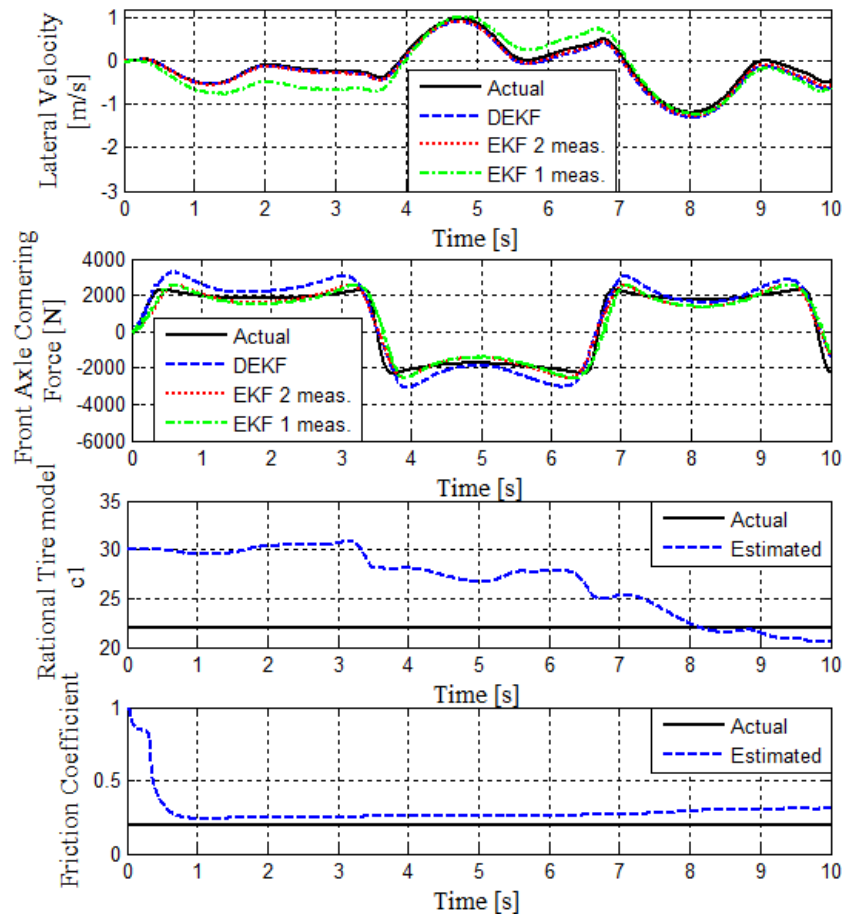 Lateral Velocity
[m/s]
1
0
-1
-2
-3
Actual
DEKF
EKF 2 meas.
EKF 1 meas.
0 1 2 3 4 5 6 7 8 9 10
Time [s]
Front Axle Cornering
Force [N]
4000
2000
0
-2000
-4000
-6000
Actual
DEKF
EKF 2 meas.
EKF 1 meas.
0 1 2 3 4 5 6 7 8 9 10
Time [s]
Rational Tire model
c1
35
30
25
20
Actual
Estimated
0 1 2 3 4 5 6 7 8 9 10
Time [s]
Friction Coefficient
1
0.5
0
Actual
Estimated
0 1 2 3 4 5 6 7 8 9 10
Time [s]